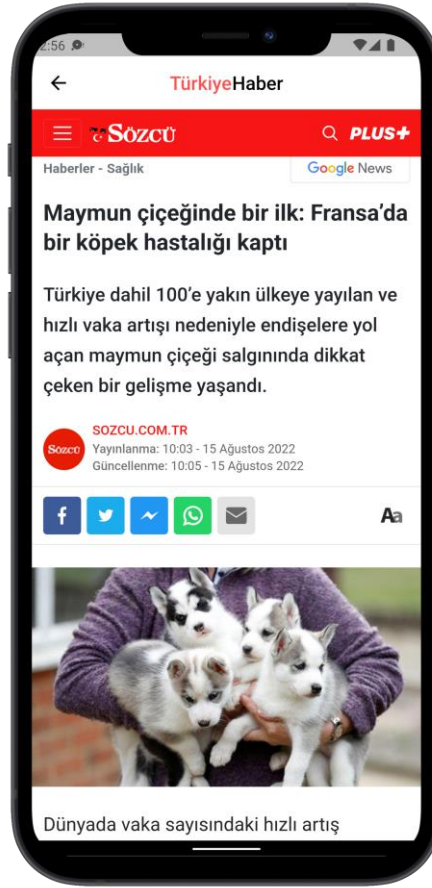 2:56
TürkiyeHaber
SÖZCÜ
PLUS+
Haberler - Sağlık
Google News
Maymun çiçeğinde bir ilk: Fransa’da
bir köpek hastalığı kaptı
Türkiye dahil 100’e yakın ülkeye yayılan ve
hızlı vaka artışı nedeniyle endişelere yol
açan maymun çiçeği salgınında dikkat
çeken bir gelişme yaşandı.
SÖZCÜ
SOZCU.COM.TR
Yayınlanma: 10:03 - 15 Ağustos 2022
Güncellenme: 10:05 - 15 Ağustos 2022
f
Aa
Dünyada vaka sayısındaki hızlı artış